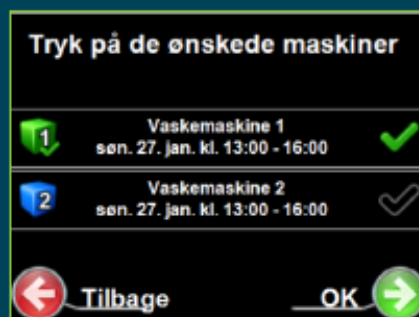 Tryk på de ønskede maskiner
1
Vaskemaskine 1
søn. 27. jan. kl. 13:00 - 16:00
2
Vaskemaskine 2
søn. 27. jan. kl. 13:00 - 16:00
Tilbage
OK